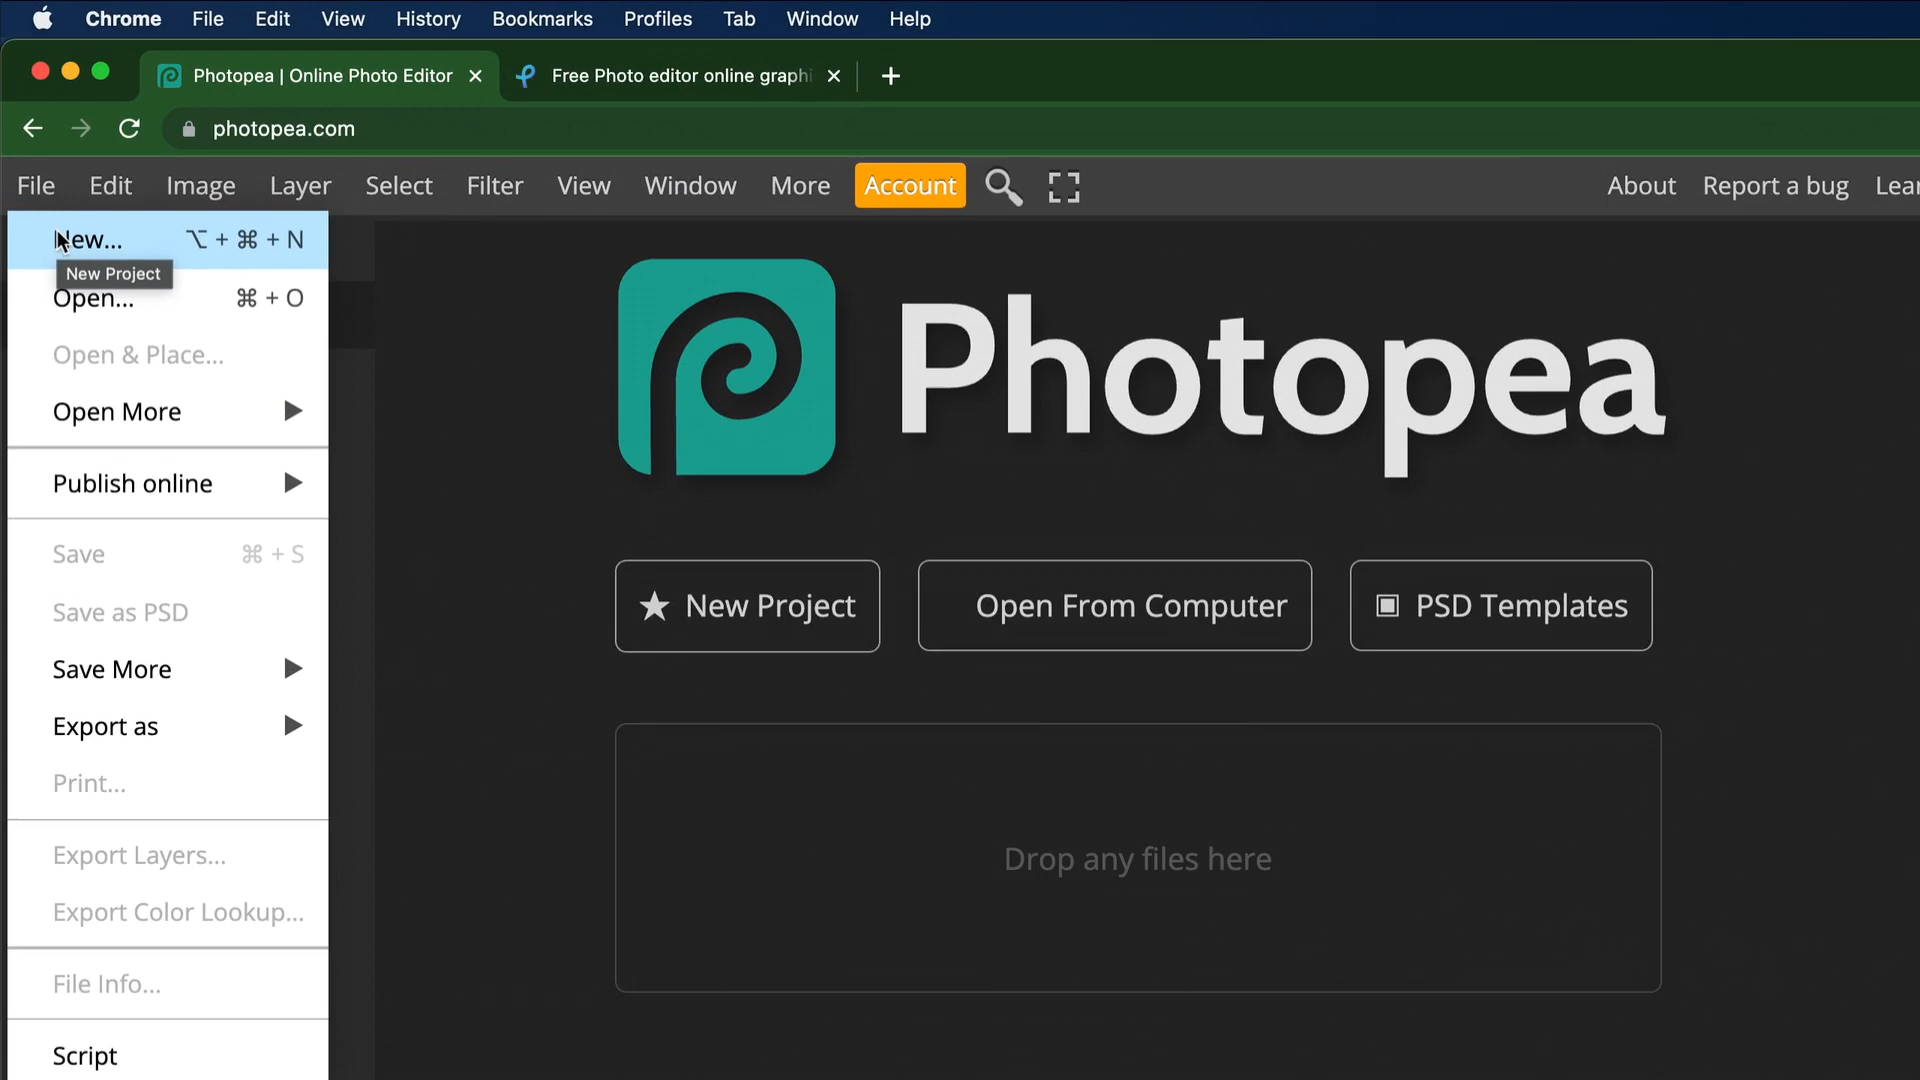 Chrome File Edit View History Bookmarks Profiles Tab Window Help
Photopea | Online Photo Editor Free Photo editor online graphi
photopea.com
File Edit Image Layer Select Filter View Window More Account About Report a bug Lear
New... ⌥ + ⌘ + N
New Project
Open... ⌘ + O
Open & Place...
Open More
Publish online
Save ⌘ + S
Save as PSD
Save More
Export as
Print...
Export Layers...
Export Color Lookup...
File Info...
Script
Photopea
New Project Open From Computer PSD Templates
Drop any files here